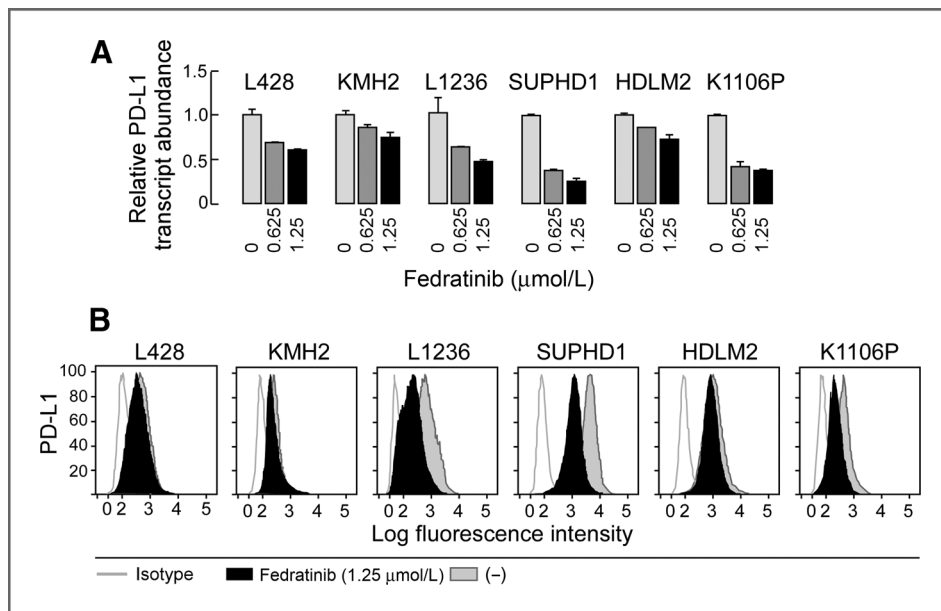 A
Relative PD-L1
transcript abundance
1.5
1.0
0.5
0
L428 KMH2 L1236 SUPHD1 HDLM2 K1106P
0 0.625 1.25 0 0.625 1.25 0 0.625 1.25 0 0.625 1.25 0 0.625 1.25 0 0.625 1.25
Fedratinib (μmol/L)
B
L428 KMH2 L1236 SUPHD1 HDLM2 K1106P
PD-L1
100
80
60
40
20
0 2 3 4 5 0 2 3 4 5 0 2 3 4 5 0 2 3 4 5 0 2 3 4 5 0 2 3 4 5
Log fluorescence intensity
Isotype Fedratinib (1.25 μmol/L) (–)